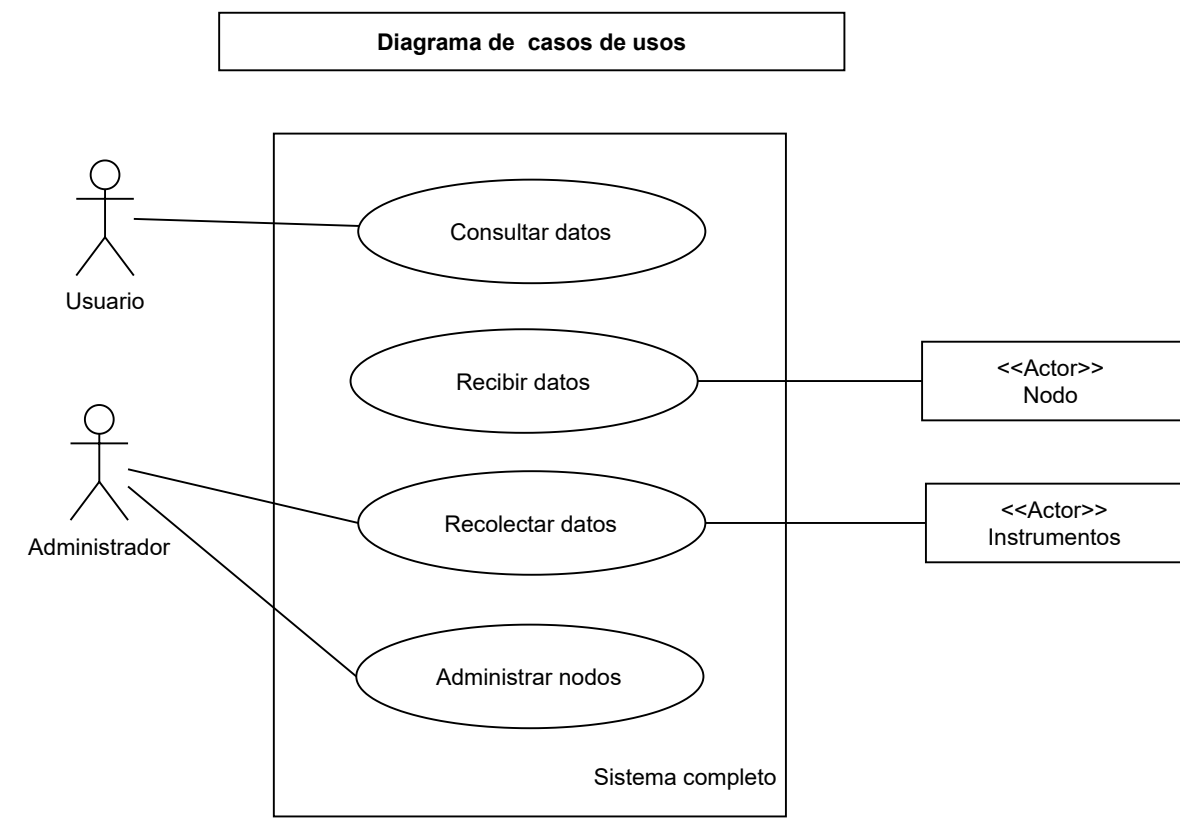 Diagrama de casos de usos
Consultar datos
Usuario
Recibir datos
<<Actor>>
Nodo
Recolectar datos
<<Actor>>
Instrumentos
Administrador
Administrar nodos
Sistema completo